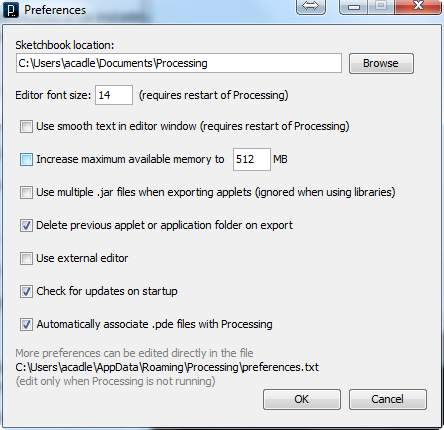 Preferences
Sketchbook location:
C:\Users\acadle\Documents\Processing
Browse
Editor font size: 14 (requires restart of Processing)
Use smooth text in editor window (requires restart of Processing)
Increase maximum available memory to 512 MB
Use multiple .jar files when exporting applets (ignored when using libraries)
Delete previous applet or application folder on export
Use external editor
Check for updates on startup
Automatically associate .pde files with Processing
More preferences can be edited directly in the file
C:\Users\acadle\AppData\Roaming\Processing\preferences.txt
(edit only when Processing is not running)
OK Cancel